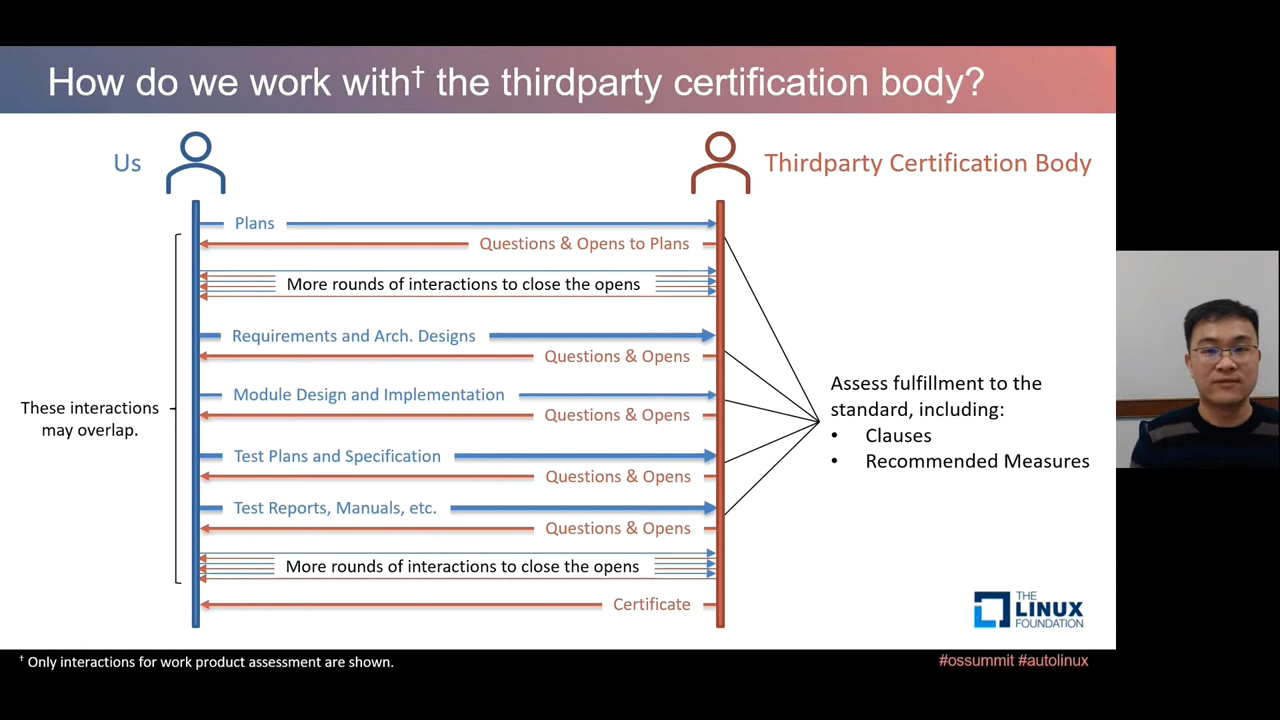 How do we work with† the thirdparty certification body?
Us
Thirdparty Certification Body
Plans
Questions & Opens to Plans
More rounds of interactions to close the opens
Requirements and Arch. Designs
Questions & Opens
Module Design and Implementation
Questions & Opens
Test Plans and Specification
Questions & Opens
Test Reports, Manuals, etc.
Questions & Opens
More rounds of interactions to close the opens
Certificate
These interactions
may overlap.
Assess fulfillment to the
standard, including:
• Clauses
• Recommended Measures
THE
LINUX
FOUNDATION
† Only interactions for work product assessment are shown.
#ossummit #autolinux